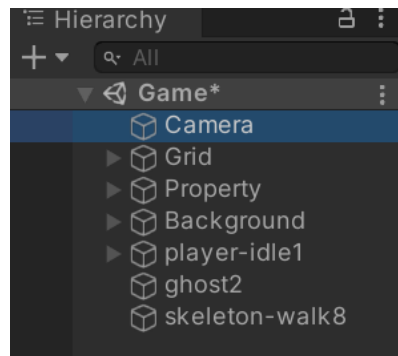 Hierarchy
All
Game*
Camera
Grid
Property
Background
player-idle1
ghost2
skeleton-walk8